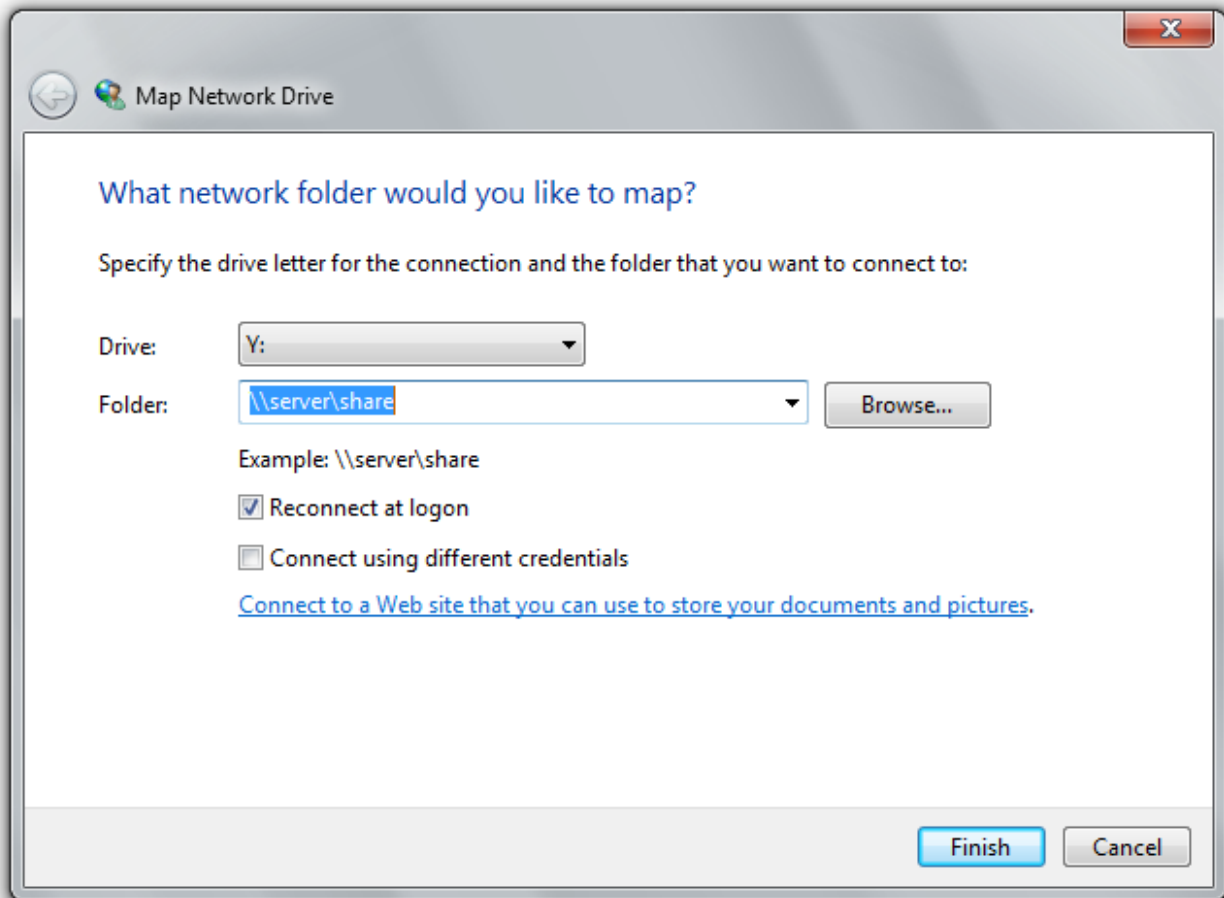 Map Network Drive
What network folder would you like to map?
Specify the drive letter for the connection and the folder that you want to connect to:
Drive: Y:
Folder: \\server\share Browse...
Example: \\server\share
Reconnect at logon
Connect using different credentials
Connect to a Web site that you can use to store your documents and pictures.
Finish Cancel